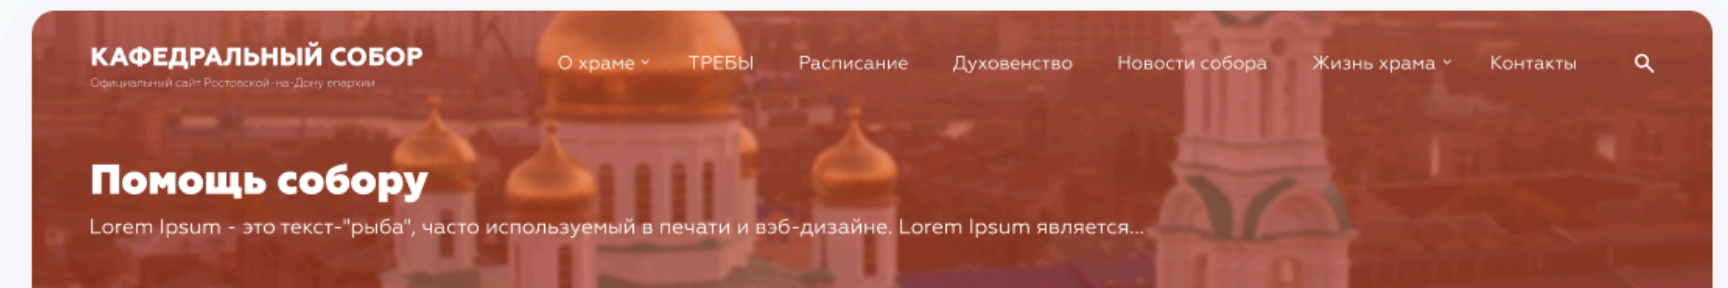 КАФЕДРАЛЬНЫЙ СОБОР
Официальный сайт Ростовской-на-Дону епархии
О храме ТРЕБЫ Расписание Духовенство Новости собора Жизнь храма Контакты
Помощь собору
Lorem Ipsum - это текст-"рыба", часто используемый в печати и вэб-дизайне. Lorem Ipsum является...